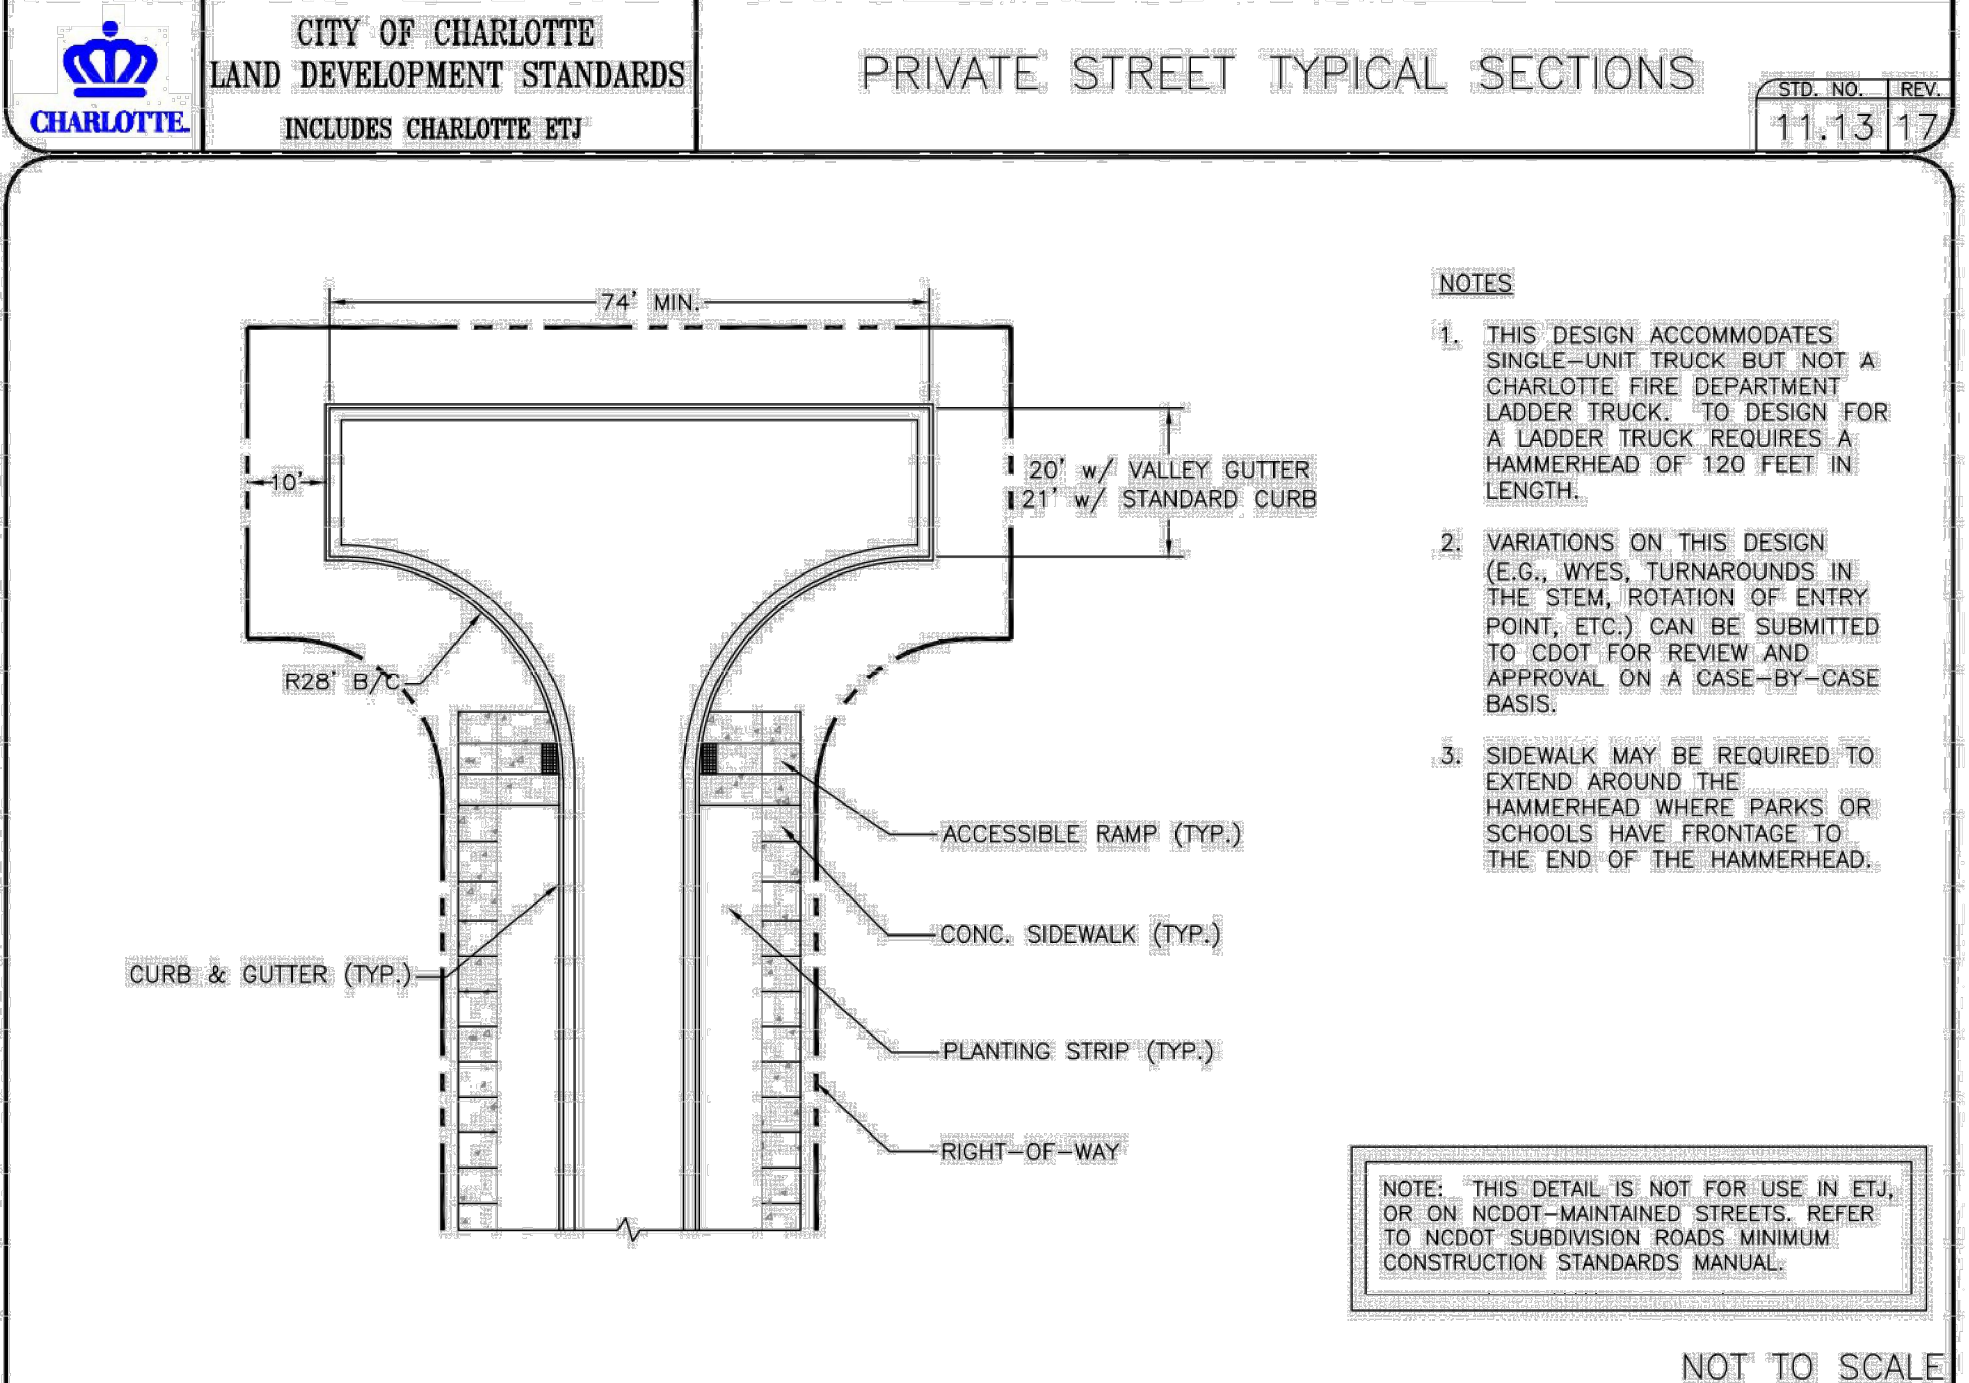 CHARLOTTE.
CITY OF CHARLOTTE
LAND DEVELOPMENT STANDARDS
INCLUDES CHARLOTTE ETJ
PRIVATE STREET TYPICAL SECTIONS
STD. NO.
REV.
11.13
17
74' MIN.
10'
20' w/ VALLEY GUTTER
21' w/ STANDARD CURB
R28' B/C
ACCESSIBLE RAMP (TYP.)
CONC. SIDEWALK (TYP.)
CURB & GUTTER (TYP.)
PLANTING STRIP (TYP.)
RIGHT-OF-WAY
NOTES
1. THIS DESIGN ACCOMMODATES
SINGLE-UNIT TRUCK BUT NOT A
CHARLOTTE FIRE DEPARTMENT
LADDER TRUCK. TO DESIGN FOR
A LADDER TRUCK REQUIRES A
HAMMERHEAD OF 120 FEET IN
LENGTH.
2. VARIATIONS ON THIS DESIGN
(E.G., WYES, TURNAROUNDS IN
THE STEM, ROTATION OF ENTRY
POINT, ETC.) CAN BE SUBMITTED
TO CDOT FOR REVIEW AND
APPROVAL ON A CASE-BY-CASE
BASIS.
3. SIDEWALK MAY BE REQUIRED TO
EXTEND AROUND THE
HAMMERHEAD WHERE PARKS OR
SCHOOLS HAVE FRONTAGE TO
THE END OF THE HAMMERHEAD.
NOTE: THIS DETAIL IS NOT FOR USE IN ETJ,
OR ON NCDOT-MAINTAINED STREETS. REFER
TO NCDOT SUBDIVISION ROADS MINIMUM
CONSTRUCTION STANDARDS MANUAL.
NOT TO SCALE